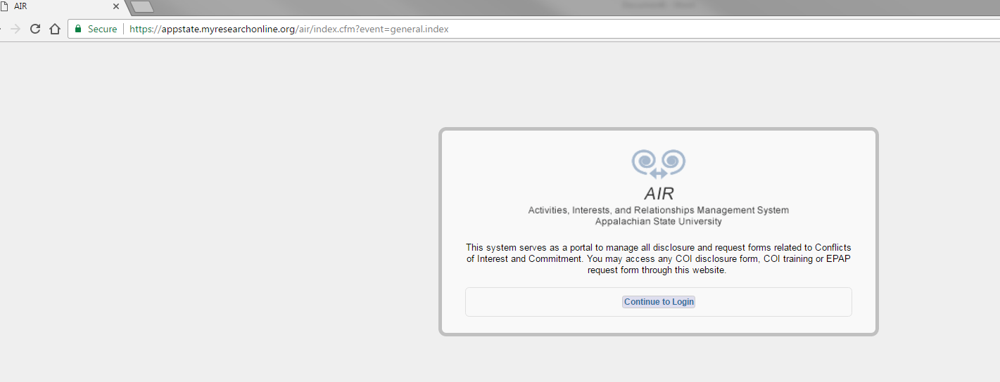 AIR
Secure https://appstate.myresearchonline.org/air/index.cfm?event=general.index
AIR
Activities, Interests, and Relationships Management System
Appalachian State University
This system serves as a portal to manage all disclosure and request forms related to Conflicts
of Interest and Commitment. You may access any COI disclosure form, COI training or EPAP
request form through this website.
Continue to Login